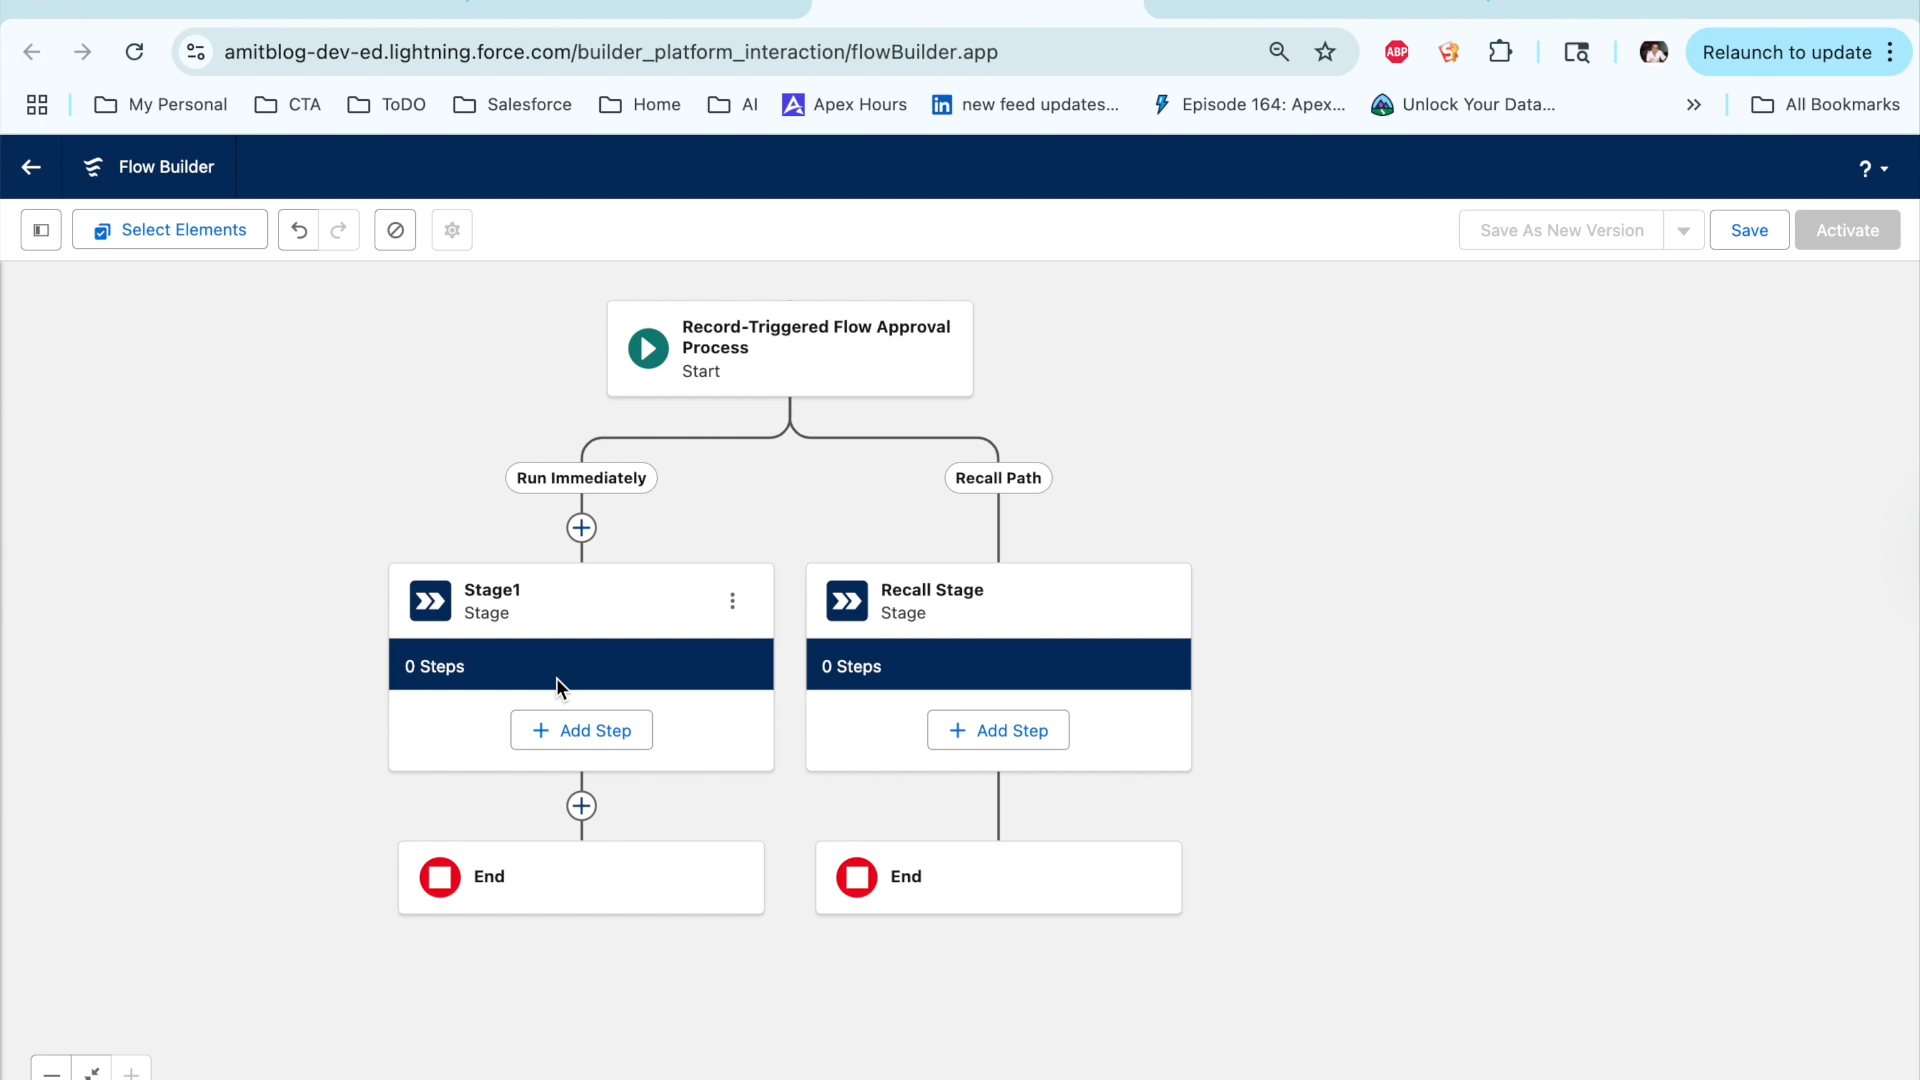 amitblog-dev-ed.lightning.force.com/builder_platform_interaction/flowBuilder.app
ABP
Relaunch to update
My Personal
CTA
ToDO
Salesforce
Home
AI
Apex Hours
in
new feed updates...
Episode 164: Apex...
Unlock Your Data...
All Bookmarks
Flow Builder
?
Select Elements
Save As New Version
Save
Activate
Record-Triggered Flow Approval
Process
Start
Run Immediately
Recall Path
Stage1
Stage
Recall Stage
Stage
0 Steps
0 Steps
Add Step
Add Step
End
End